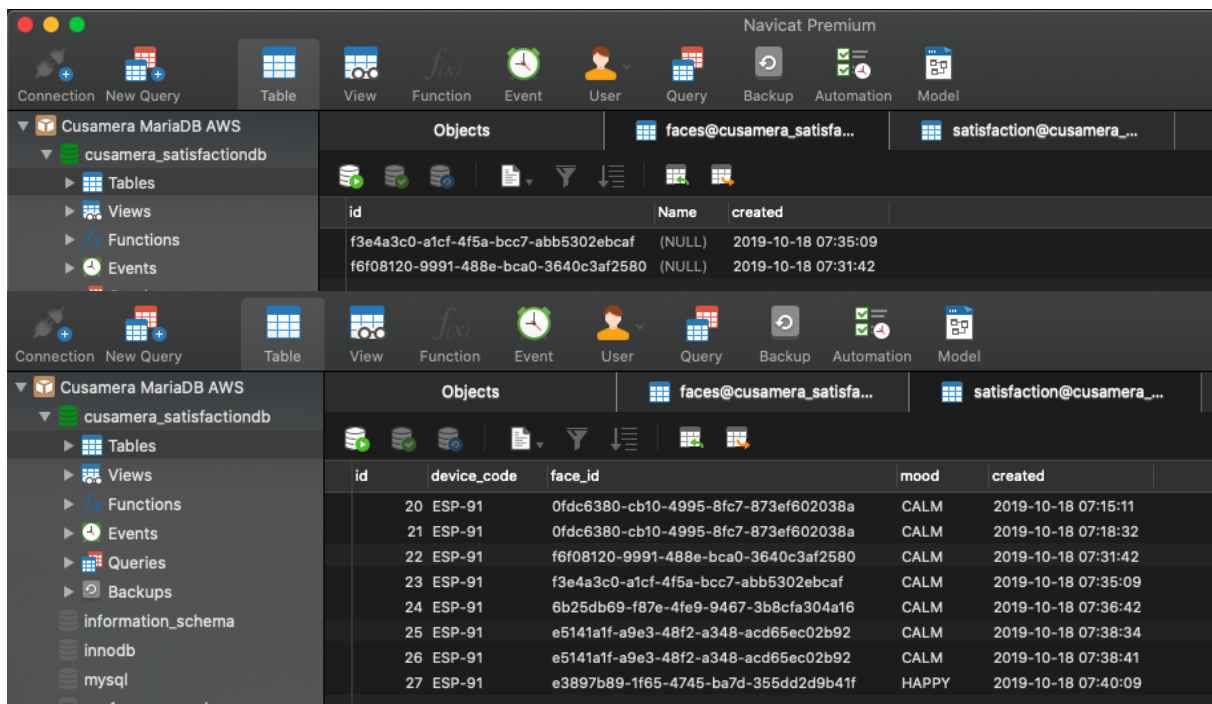 Navicat Premium
Connection New Query Table View Function Event User Query Backup Automation Model
Cusamera MariaDB AWS
Objects faces@cusamera_satisfa... satisfaction@cusamera_...
cusamera_satisfactiondb
Tables
Views
id Name created
Functions
f3e4a3c0-a1cf-4f5a-bcc7-abb5302ebcaf (NULL) 2019-10-18 07:35:09
Events
f6f08120-9991-488e-bca0-3640c3af2580 (NULL) 2019-10-18 07:31:42
Connection New Query Table View Function Event User Query Backup Automation Model
Cusamera MariaDB AWS
Objects faces@cusamera_satisfa... satisfaction@cusamera_...
cusamera_satisfactiondb
Tables
Views
id device_code face_id mood created
Functions
20 ESP-91 0fdc6380-cb10-4995-8fc7-873ef602038a CALM 2019-10-18 07:15:11
Events
21 ESP-91 0fdc6380-cb10-4995-8fc7-873ef602038a CALM 2019-10-18 07:18:32
22 ESP-91 f6f08120-9991-488e-bca0-3640c3af2580 CALM 2019-10-18 07:31:42
Queries
23 ESP-91 f3e4a3c0-a1cf-4f5a-bcc7-abb5302ebcaf CALM 2019-10-18 07:35:09
Backups
24 ESP-91 6b25db69-f87e-4fe9-9467-3b8cfa304a16 CALM 2019-10-18 07:36:42
information_schema
25 ESP-91 e5141a1f-a9e3-48f2-a348-acd65ec02b92 CALM 2019-10-18 07:38:34
innodb
26 ESP-91 e5141a1f-a9e3-48f2-a348-acd65ec02b92 CALM 2019-10-18 07:38:41
mysql
27 ESP-91 e3897b89-1f65-4745-ba7d-355dd2d9b41f HAPPY 2019-10-18 07:40:09